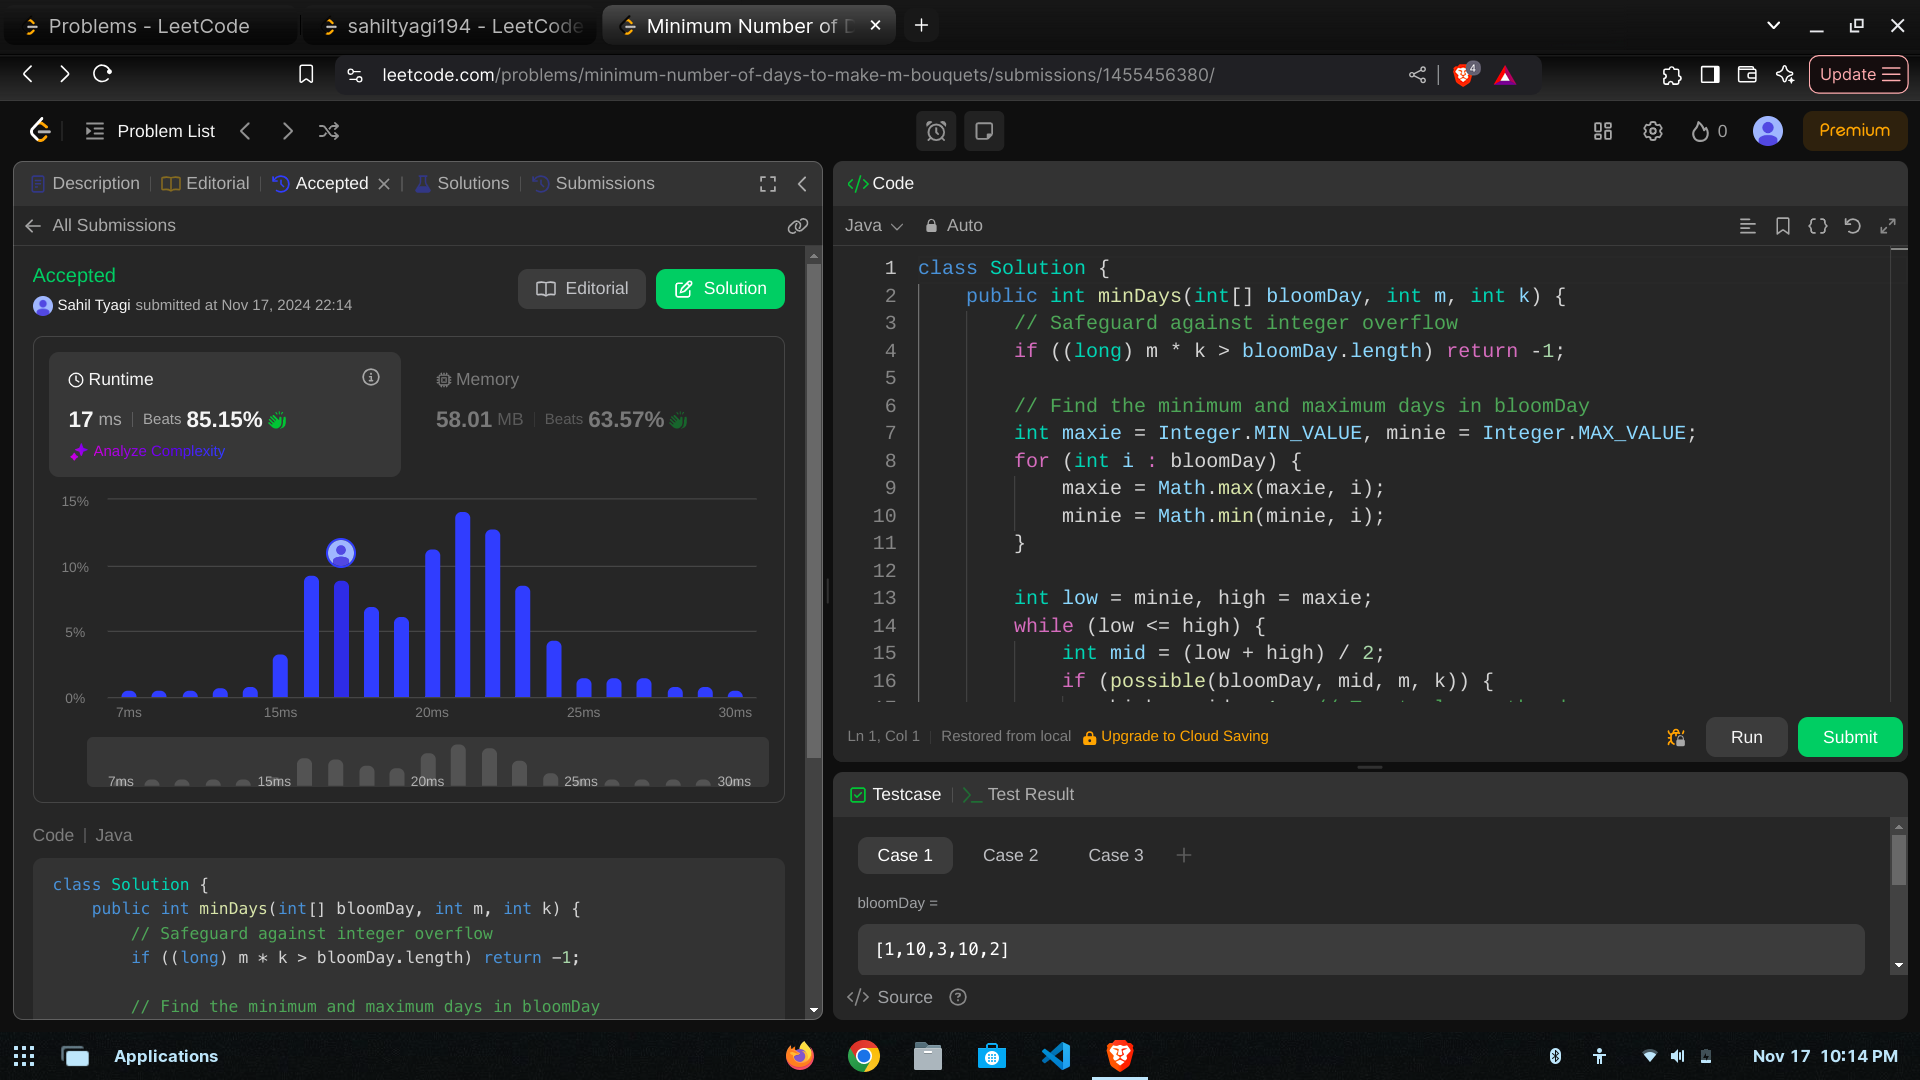 Problems - LeetCode
sahiltyagi194 - LeetCode
Minimum Number of D
leetcode.com/problems/minimum-number-of-days-to-make-m-bouquets/submissions/1455456380/
4
Update
Problem List
0
Premium
Description
Editorial
Accepted
Solutions
Submissions
All Submissions
Accepted
Sahil Tyagi submitted at Nov 17, 2024 22:14
Editorial
Solution
Runtime
17 ms
Beats 85.15%
Analyze Complexity
Memory
58.01 MB
Beats 63.57%
15%
10%
5%
0%
7ms
15ms
20ms
25ms
30ms
7ms
15ms
20ms
25ms
30ms
Code | Java
class Solution {
public int minDays(int[] bloomDay, int m, int k) {
// Safeguard against integer overflow
if ((long) m * k > bloomDay.length) return -1;
// Find the minimum and maximum days in bloomDay
</> Code
Java
Auto
1 class Solution {
2 public int minDays(int[] bloomDay, int m, int k) {
3 // Safeguard against integer overflow
4 if ((long) m * k > bloomDay.length) return -1;
5
6 // Find the minimum and maximum days in bloomDay
7 int maxie = Integer.MIN_VALUE, minie = Integer.MAX_VALUE;
8 for (int i : bloomDay) {
9 maxie = Math.max(maxie, i);
10 minie = Math.min(minie, i);
11 }
12
13 int low = minie, high = maxie;
14 while (low <= high) {
15 int mid = (low + high) / 2;
16 if (possible(bloomDay, mid, m, k)) {
Ln 1, Col 1
Restored from local
Upgrade to Cloud Saving
Run
Submit
Testcase
>_ Test Result
Case 1
Case 2
Case 3
+
bloomDay =
[1,10,3,10,2]
</> Source ?
Applications
Nov 17 10:14 PM